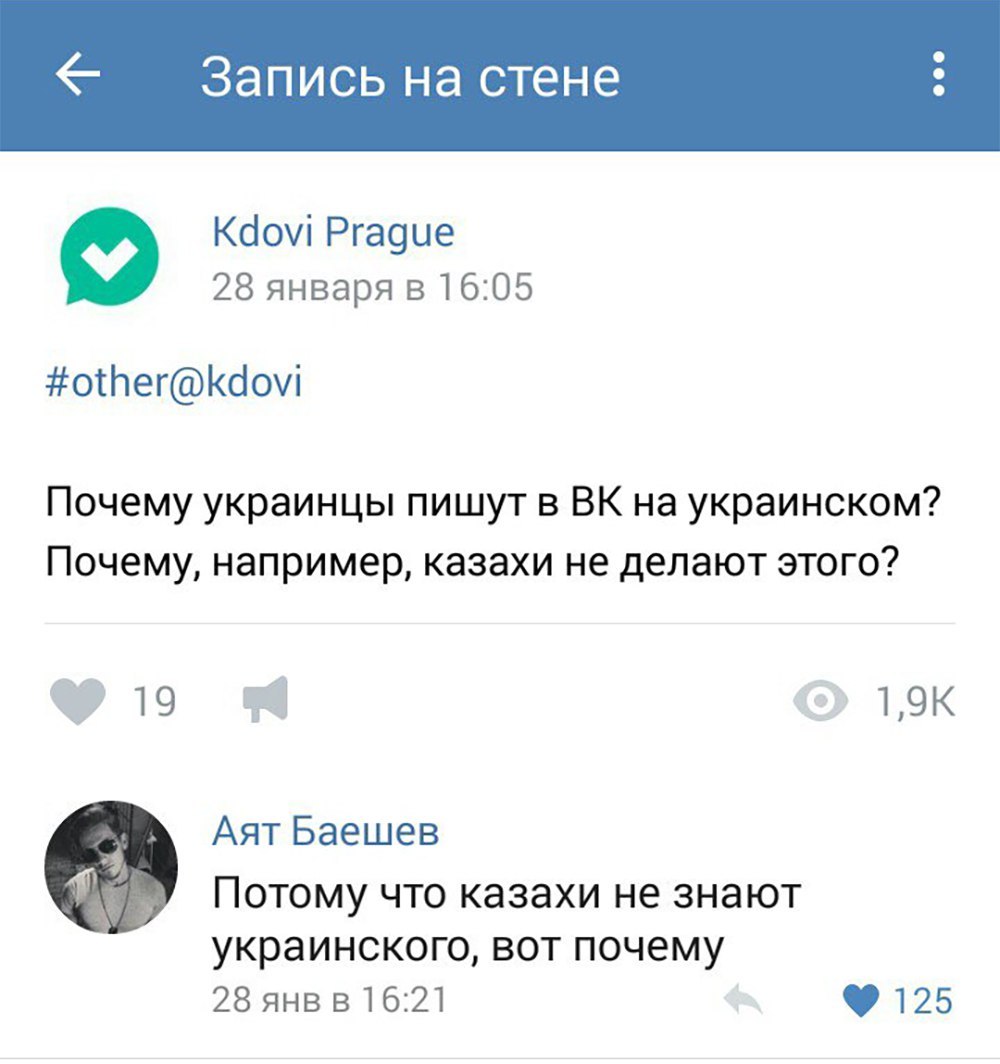 Запись на стене
Kdovi Prague
28 января в 16:05
#other@kdovi
Почему украинцы пишут в ВК на украинском?
Почему, например, казахи не делают этого?
19
1,9К
Аят Баешев
Потому что казахи не знают
украинского, вот почему
28 янв в 16:21
125